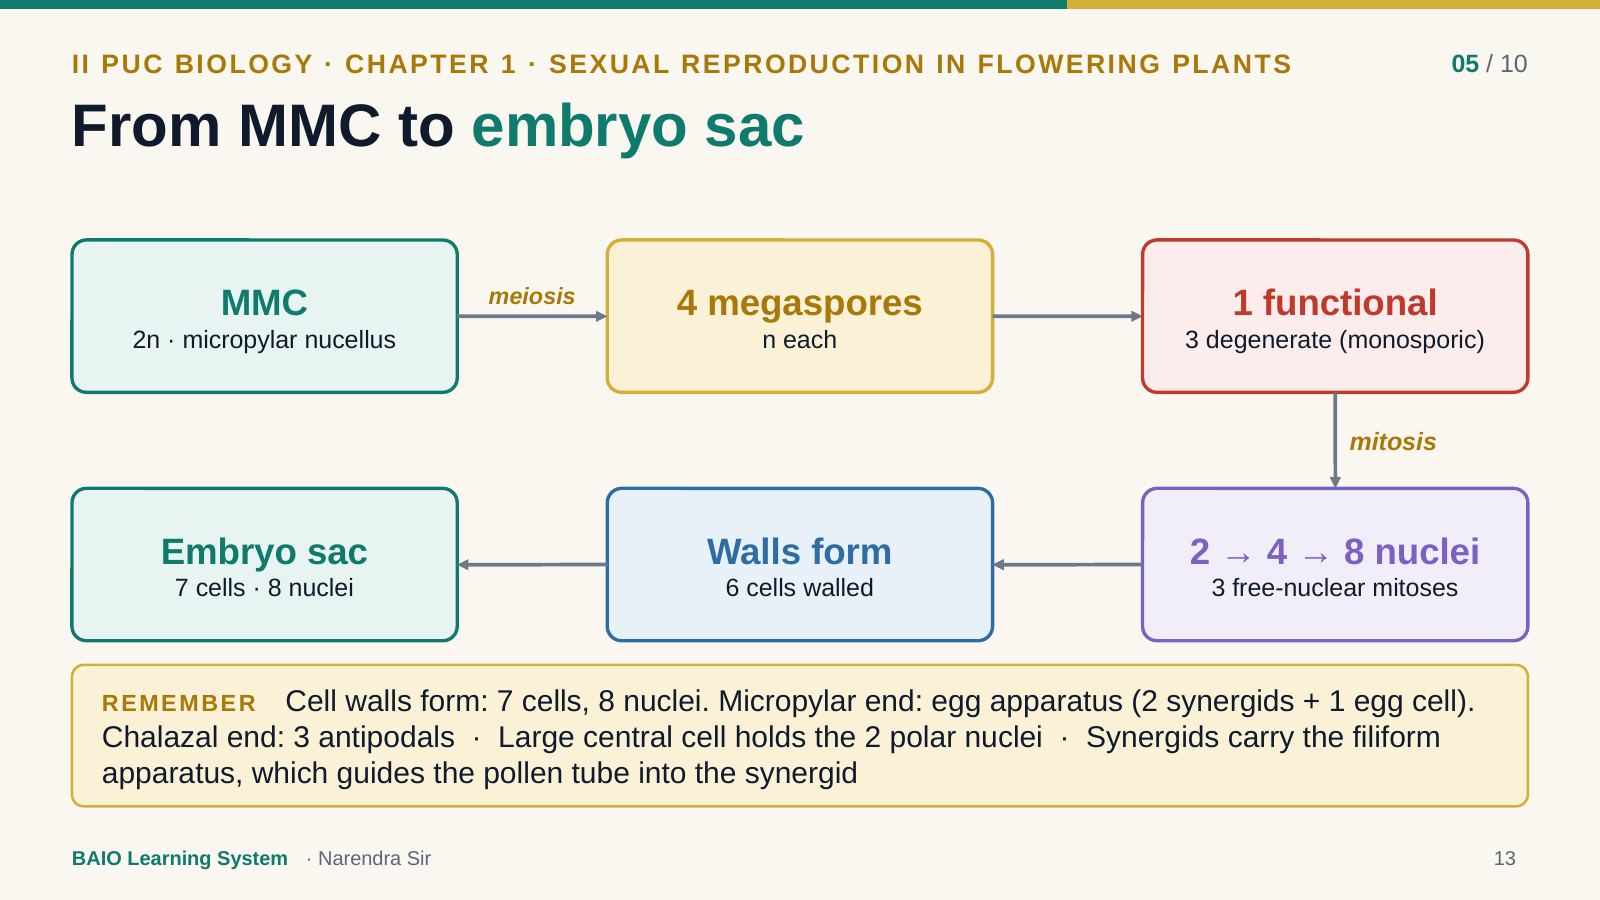 II PUC BIOLOGY · CHAPTER 1 · SEXUAL REPRODUCTION IN FLOWERING PLANTS
05 / 10
From MMC to embryo sac
MMC
2n · micropylar nucellus
meiosis
4 megaspores
n each
1 functional
3 degenerate (monosporic)
mitosis
Embryo sac
7 cells · 8 nuclei
Walls form
6 cells walled
2 → 4 → 8 nuclei
3 free-nuclear mitoses
REMEMBER Cell walls form: 7 cells, 8 nuclei. Micropylar end: egg apparatus (2 synergids + 1 egg cell).
Chalazal end: 3 antipodals · Large central cell holds the 2 polar nuclei · Synergids carry the filiform
apparatus, which guides the pollen tube into the synergid
BAIO Learning System · Narendra Sir
13